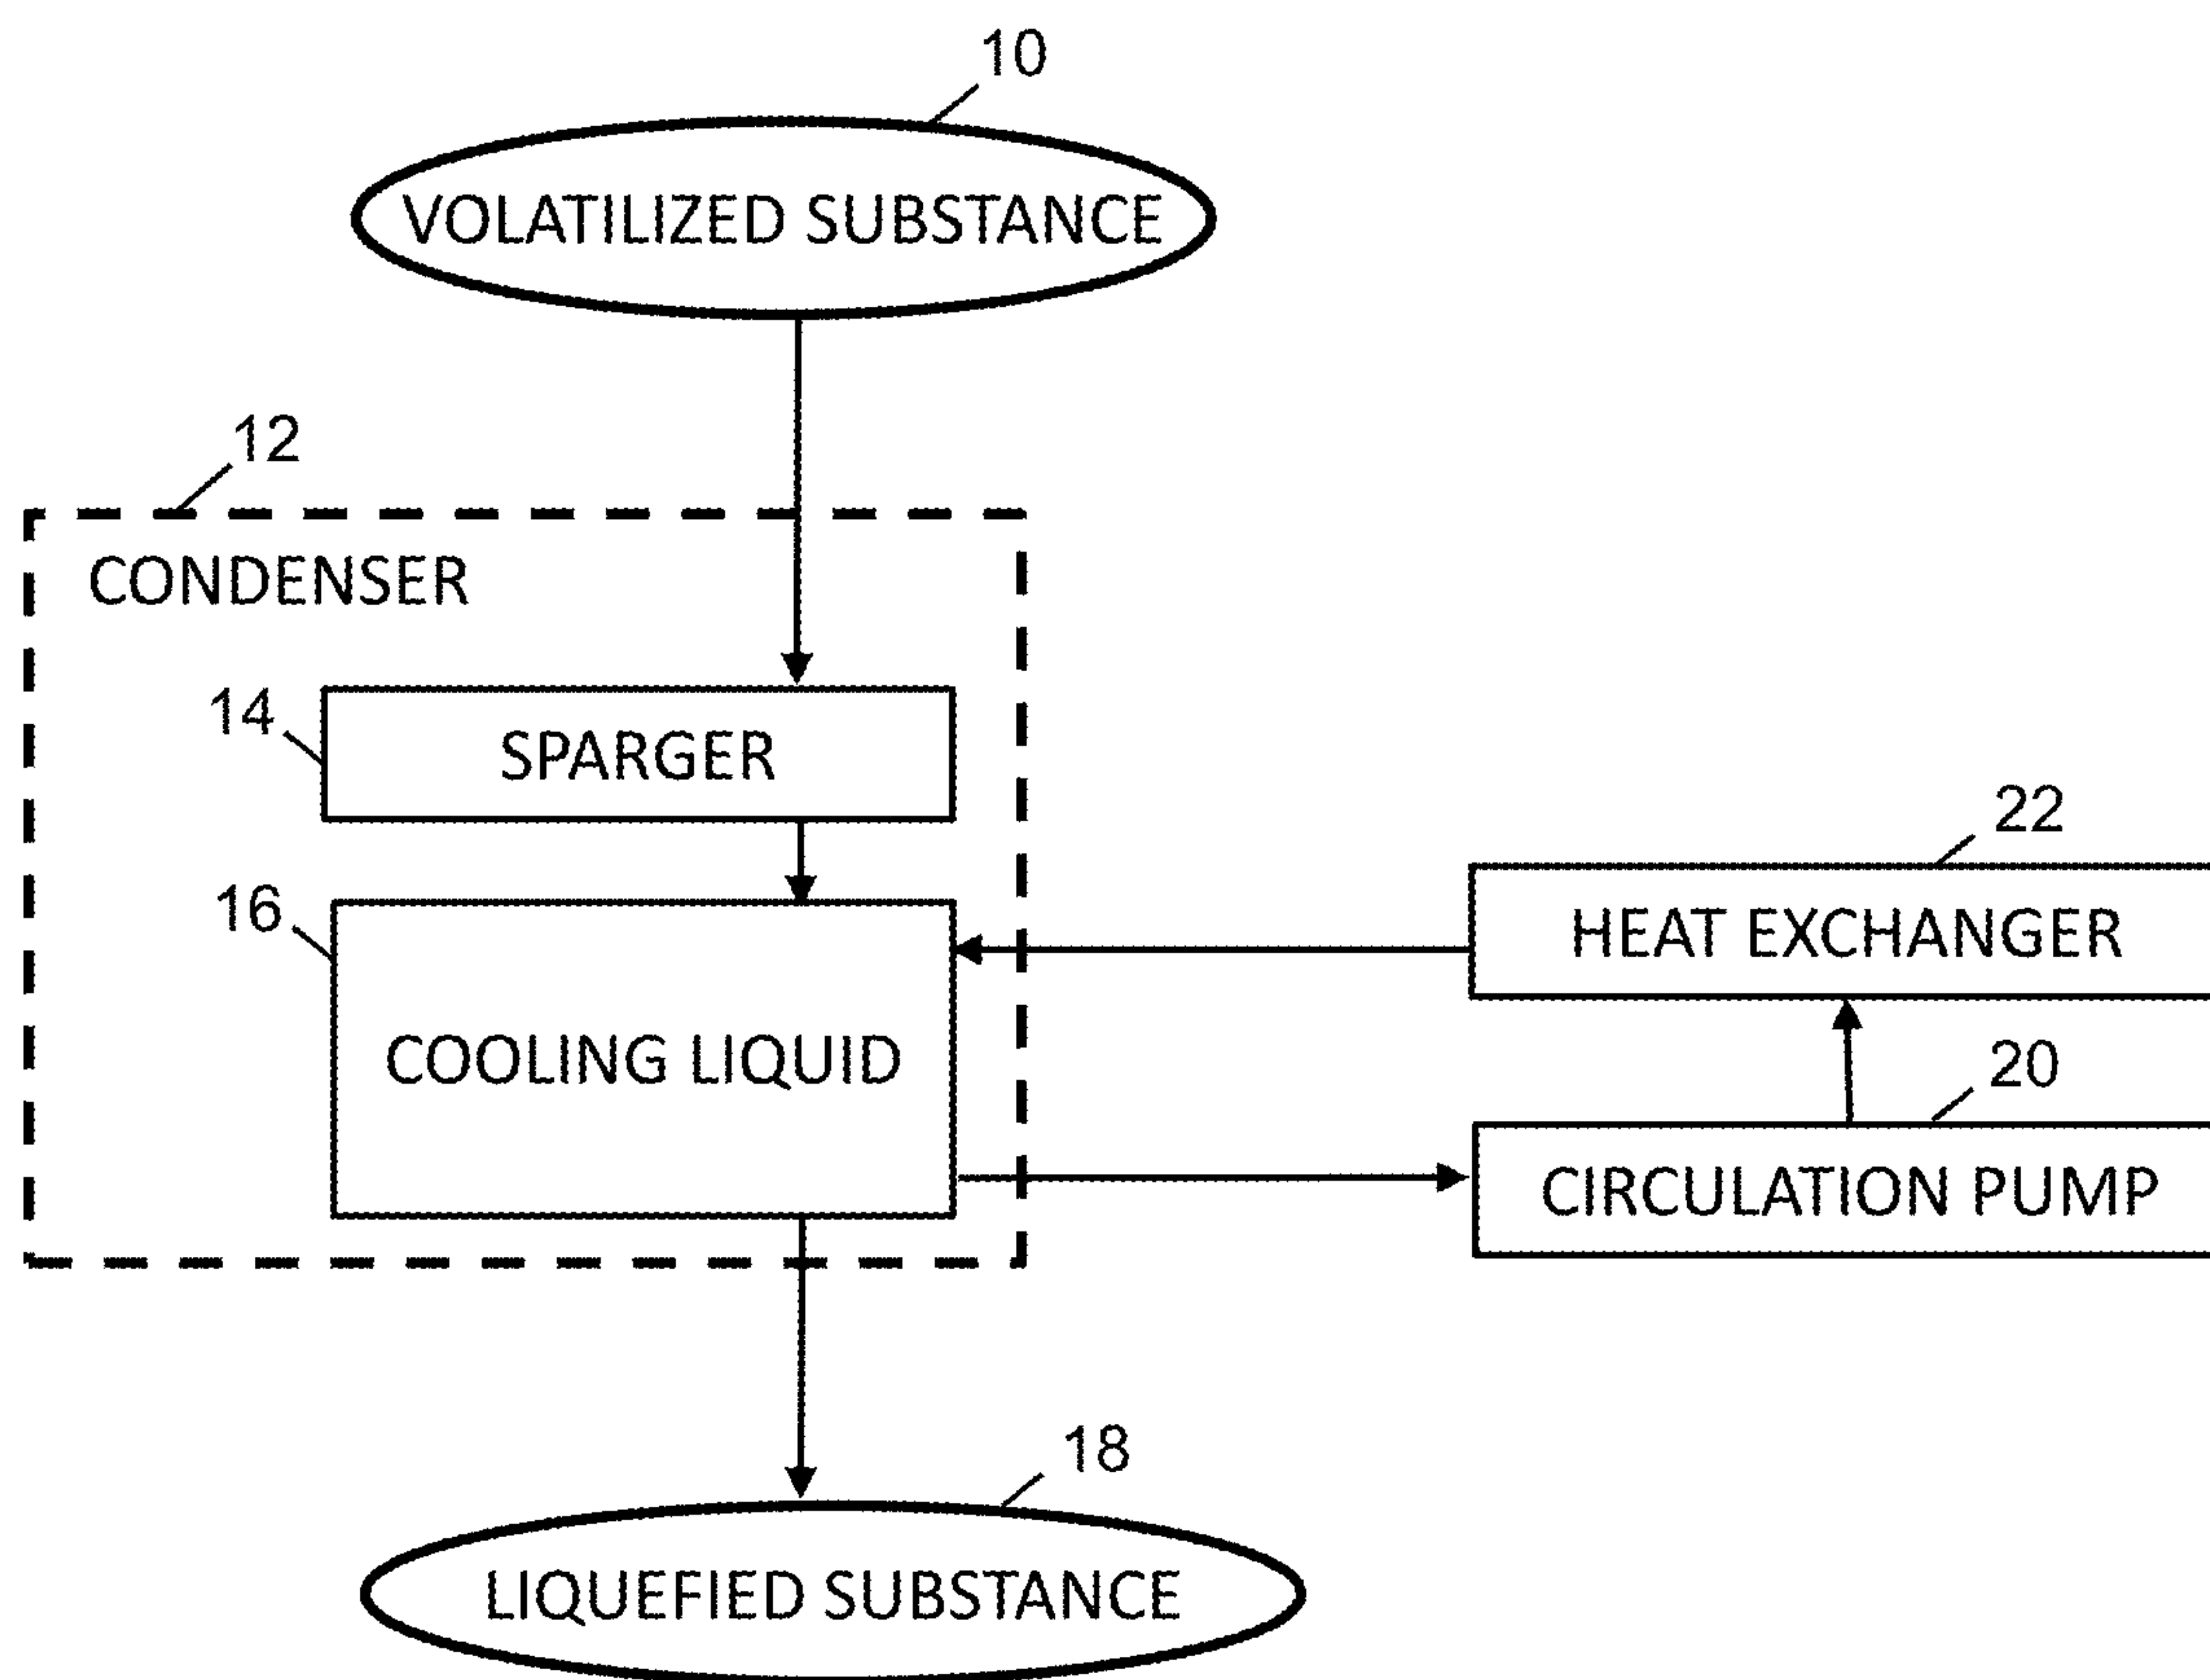 10
VOLATILIZED SUBSTANCE
12
CONDENSER
14
SPARGER
22
HEAT EXCHANGER
16
COOLING LIQUID
20
CIRCULATION PUMP
18
LIQUEFIED SUBSTANCE